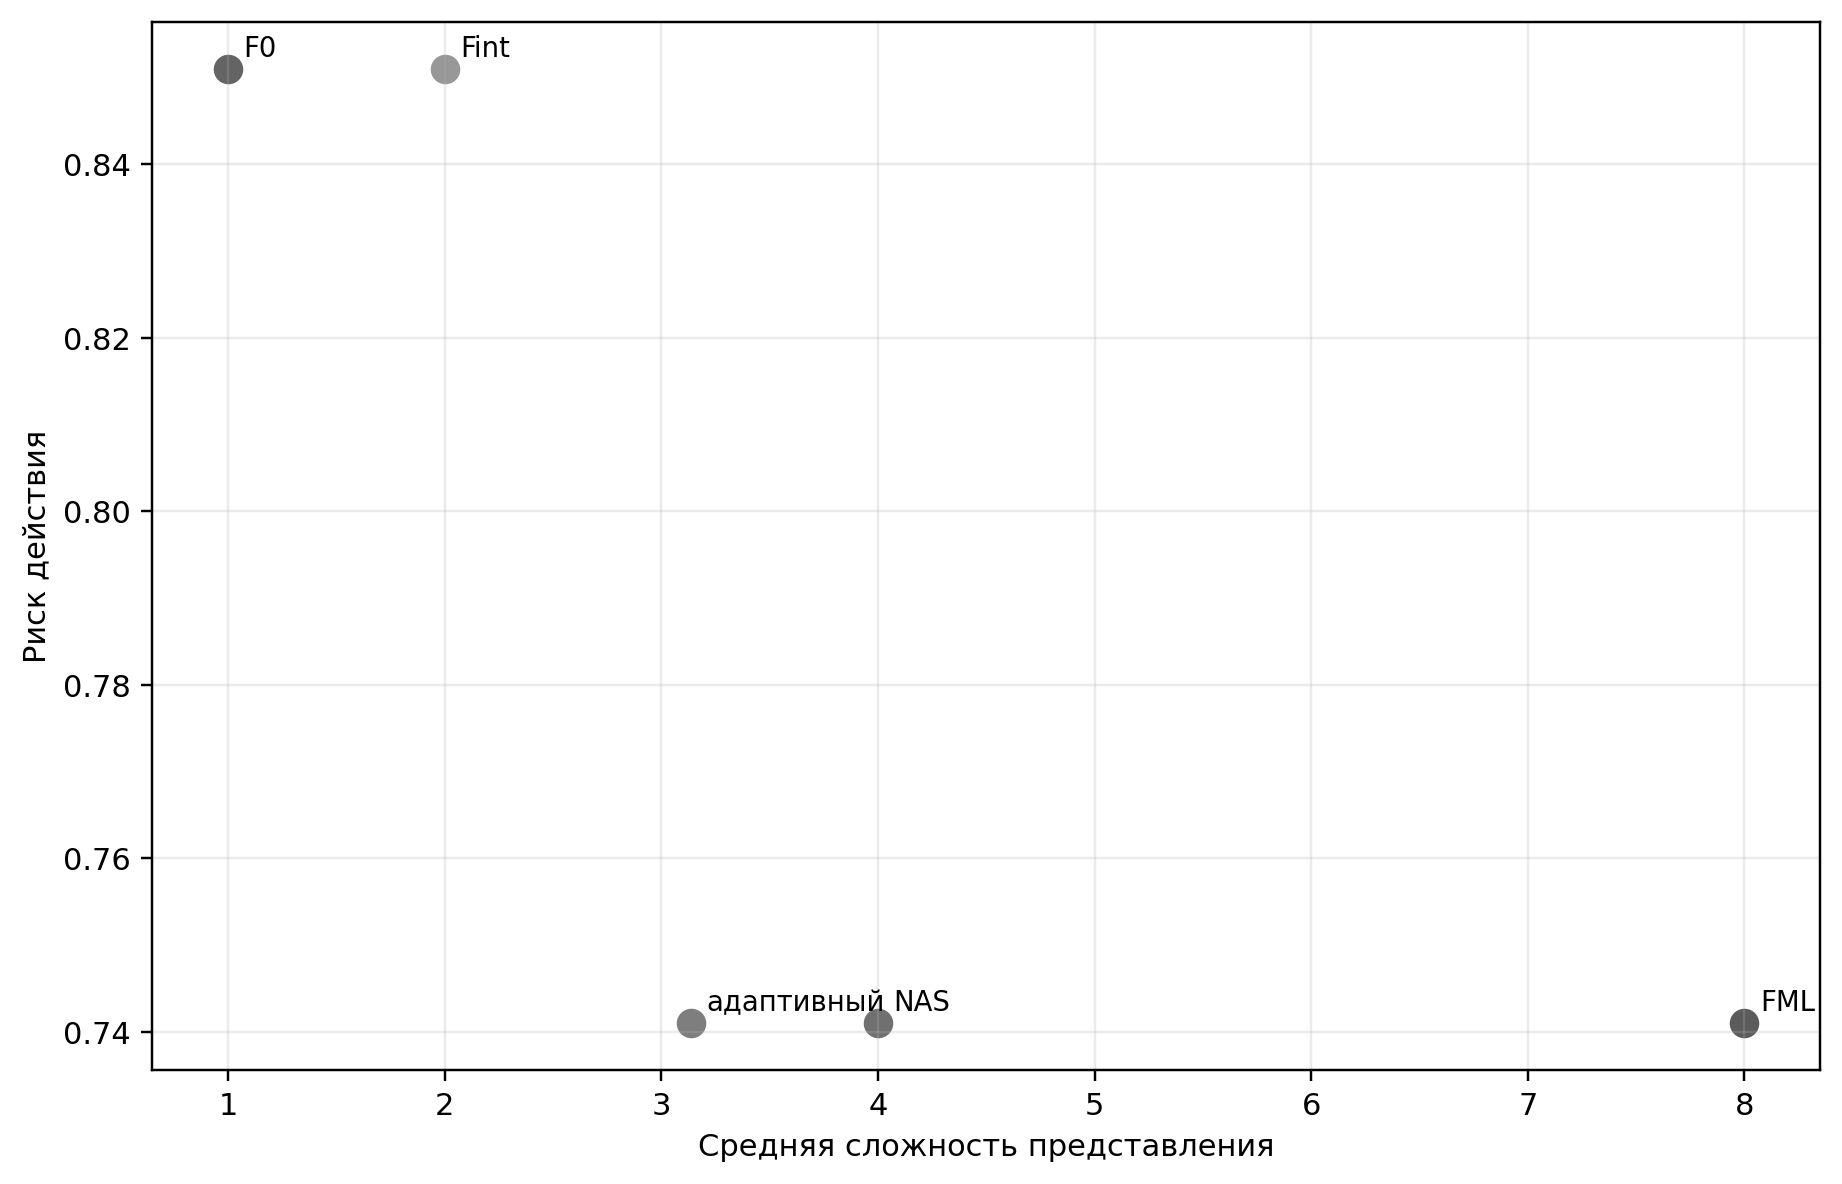 F0
Fint
0.84
0.82
0.80
0.78
0.76
0.74
Риск действия
адаптивный
NAS
FML
1 2 3 4 5 6 7 8
Средняя сложность представления